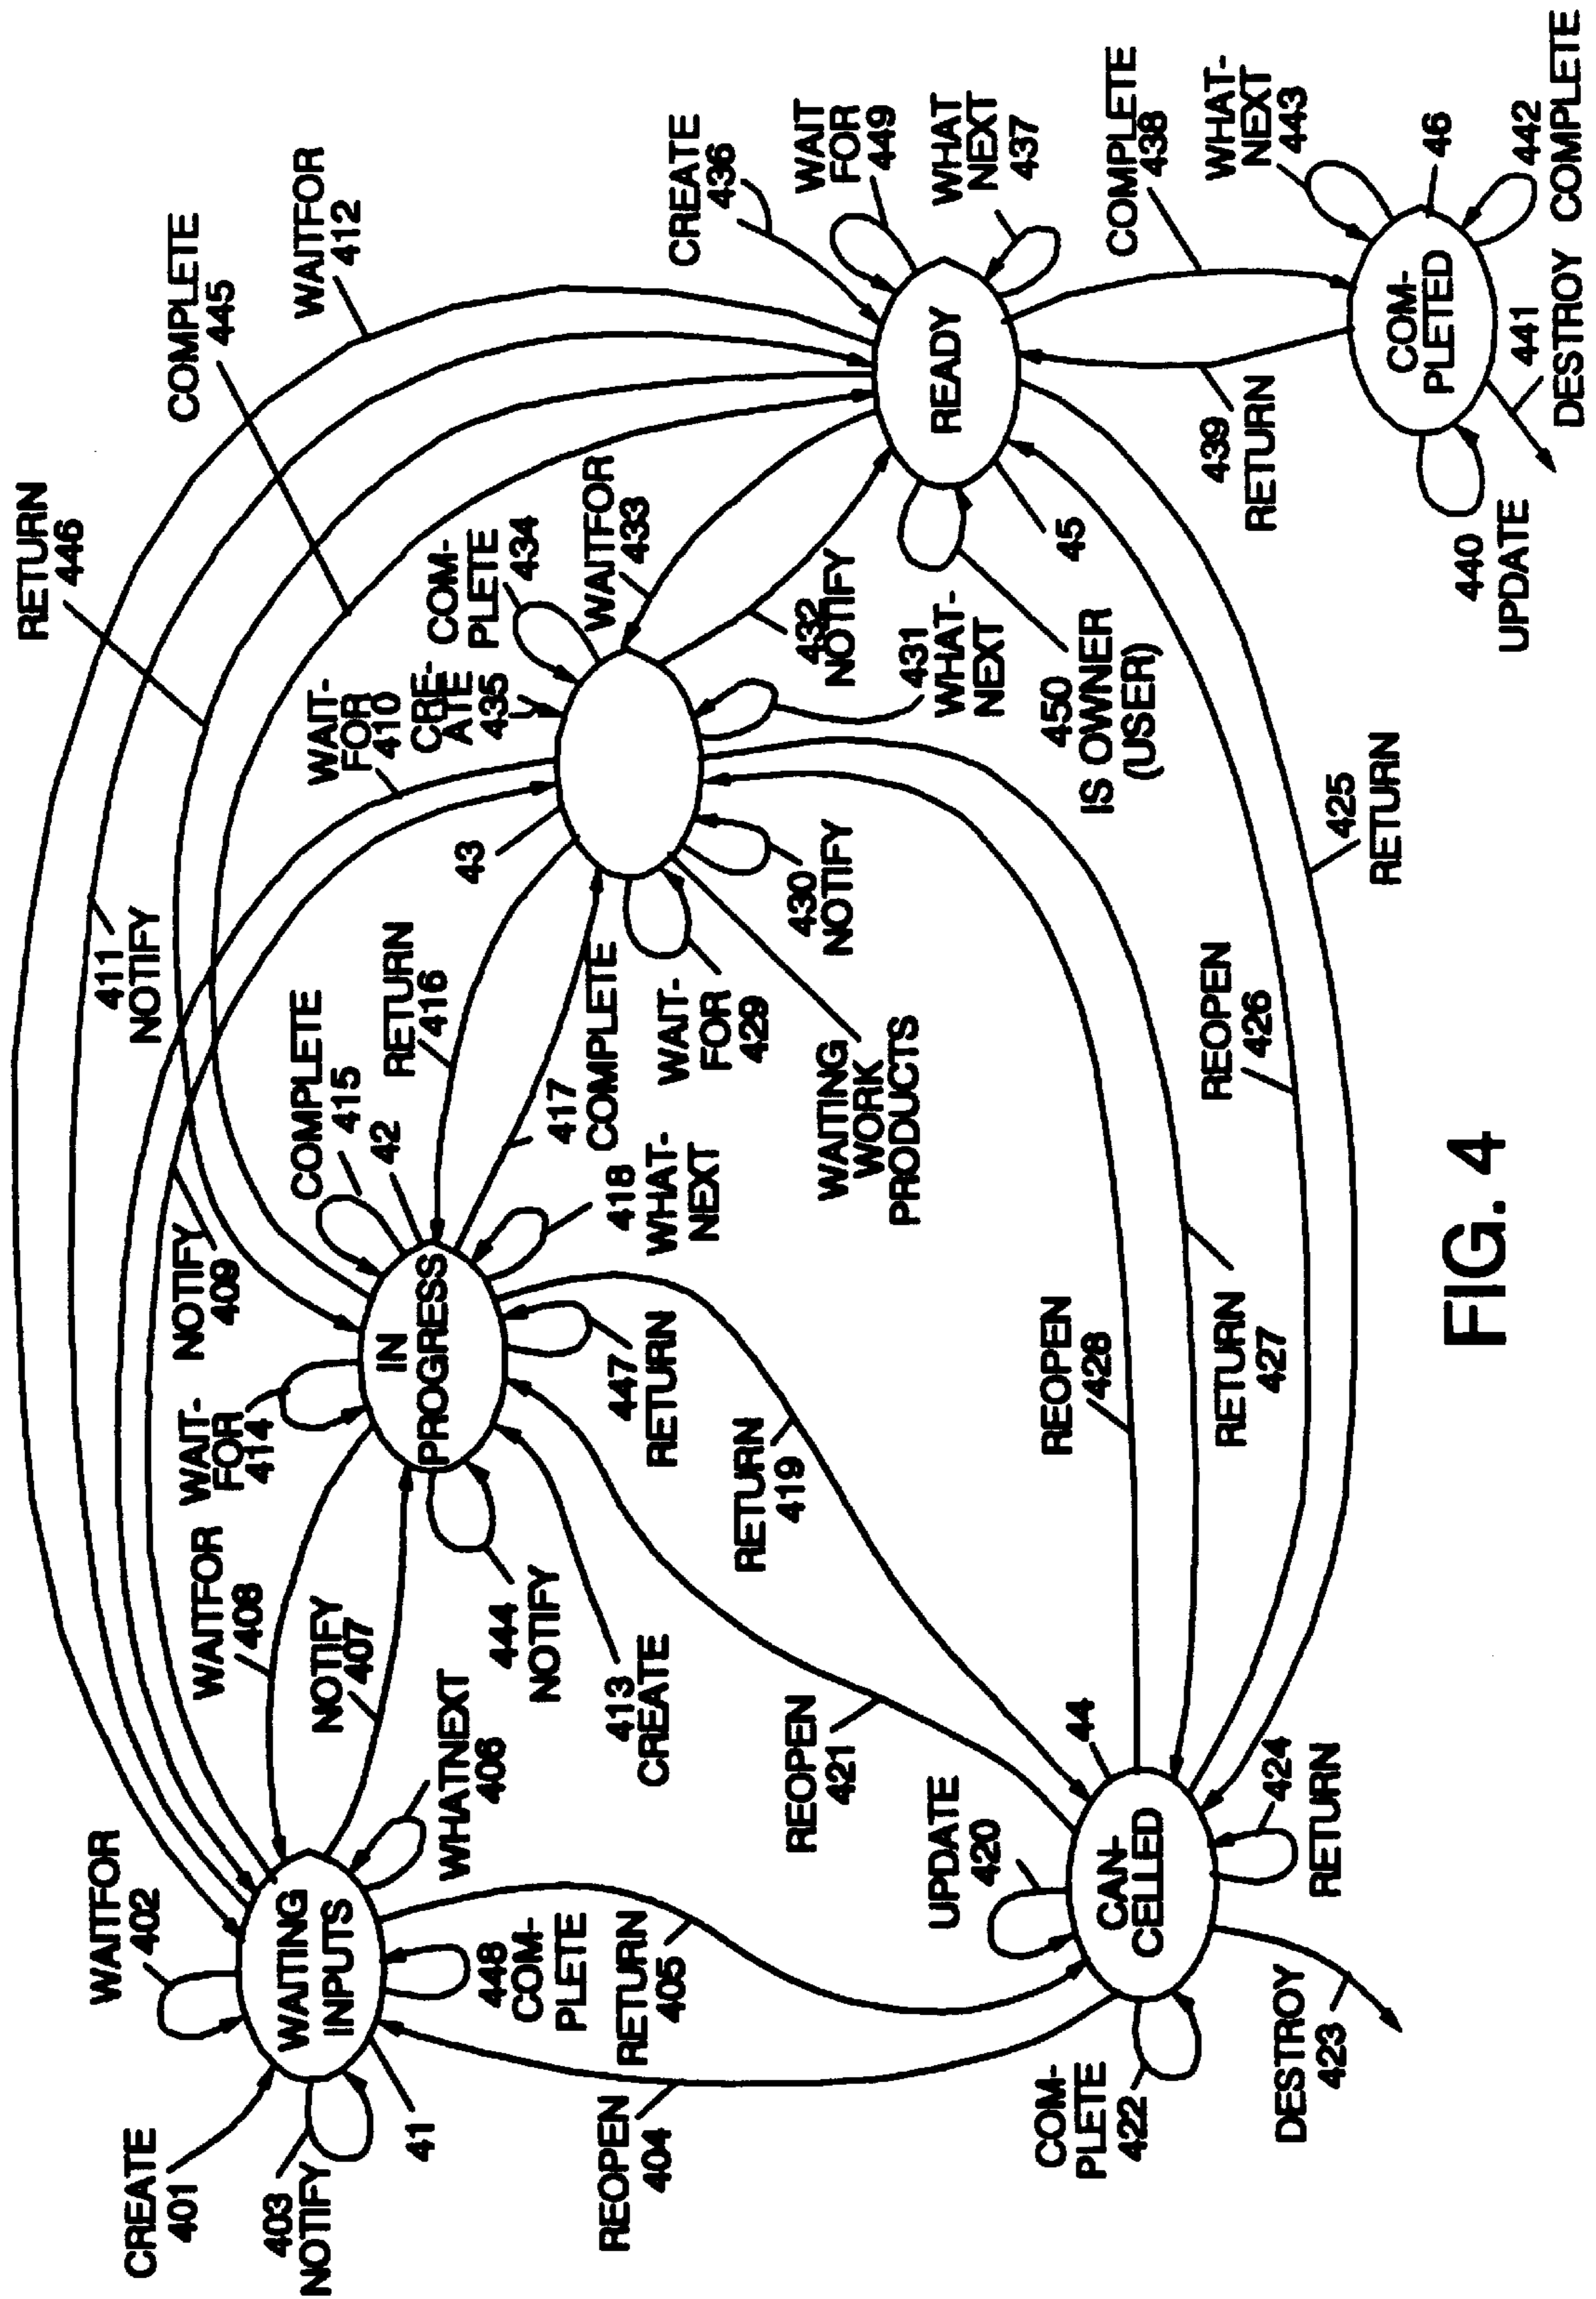 CREATE
401
WAITFOR
402
403
NOTIFY
WAITING
INPUTS
41
WHATNEXT
406
448
COM-
PLETE
RETURN
405
REOPEN
404
WAITFOR
408
NOTIFY
407
NOTIFY
409
WAIT-
FOR
414
444
NOTIFY
413
CREATE
IN
PROGRESS
COMPLETE
415
42
418
WHAT-
NEXT
447
RETURN
RETURN
419
REOPEN
421
UPDATE
420
44
CAN-
CELLED
COM-
PLETE
422
DESTROY
423
424
RETURN
RETURN
446
411
NOTIFY
COMPLETE
445
WAITFOR
412
RETURN
416
417
COMPLETE
WAIT-
FOR
410
CRE-
ATE
435
COM-
PLETE
434
WAITFOR
433
43
432
NOTIFY
431
WHAT-
NEXT
430
NOTIFY
WAIT-
FOR
429
WAITING
WORK
PRODUCTS
REOPEN
428
RETURN
427
REOPEN
426
425
RETURN
CREATE
436
WAIT
FOR
449
WHAT
NEXT
437
READY
45
450
IS OWNER
(USER)
COMPLETE
438
439
RETURN
WHAT-
NEXT
443
COM-
PLETED
46
442
COMPLETE
441
DESTROY
440
UPDATE
FIG. 4